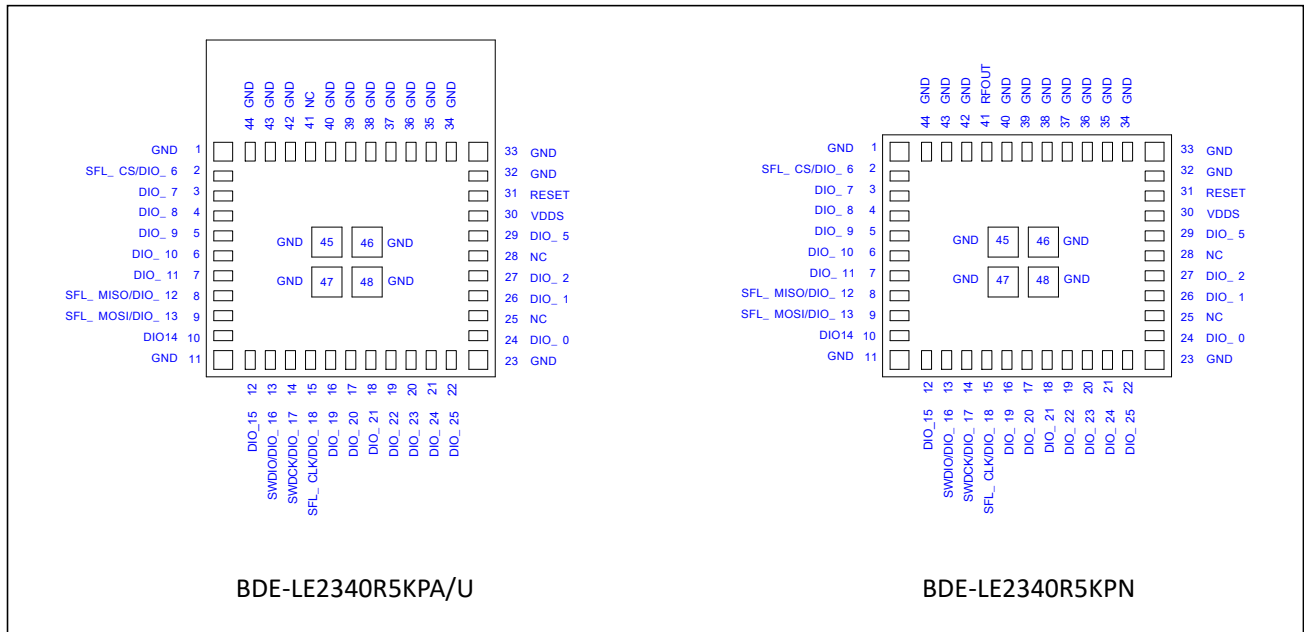 44 GND
43 GND
42 GND
41 NC
40 GND
39 GND
38 GND
37 GND
36 GND
35 GND
34 GND
GND 1
SFL_ CS/DIO_ 6 2
DIO_ 7 3
DIO_ 8 4
DIO_ 9 5
DIO_ 10 6
DIO_ 11 7
SFL_ MISO/DIO_ 12 8
SFL_ MOSI/DIO_ 13 9
DIO14 10
GND 11
GND 45
46 GND
GND 47
48 GND
33 GND
32 GND
31 RESET
30 VDDS
29 DIO_ 5
28 NC
27 DIO_ 2
26 DIO_ 1
25 NC
24 DIO_ 0
23 GND
DIO_15 12
SWDIO/DIO_ 16 13
SWDCK/DIO_ 17 14
SFL_ CLK/DIO_ 18 15
DIO_ 19 16
DIO_ 20 17
DIO_ 21 18
DIO_ 22 19
DIO_ 23 20
DIO_ 24 21
DIO_ 25 22
BDE-LE2340R5KPA/U
44 GND
43 GND
42 GND
41 RFOUT
40 GND
39 GND
38 GND
37 GND
36 GND
35 GND
34 GND
GND 1
SFL_ CS/DIO_ 6 2
DIO_ 7 3
DIO_ 8 4
DIO_ 9 5
DIO_ 10 6
DIO_ 11 7
SFL_ MISO/DIO_ 12 8
SFL_ MOSI/DIO_ 13 9
DIO14 10
GND 11
GND 45
46 GND
GND 47
48 GND
33 GND
32 GND
31 RESET
30 VDDS
29 DIO_ 5
28 NC
27 DIO_ 2
26 DIO_ 1
25 NC
24 DIO_ 0
23 GND
DIO_15 12
SWDIO/DIO_ 16 13
SWDCK/DIO_ 17 14
SFL_ CLK/DIO_ 18 15
DIO_ 19 16
DIO_ 20 17
DIO_ 21 18
DIO_ 22 19
DIO_ 23 20
DIO_ 24 21
DIO_ 25 22
BDE-LE2340R5KPN